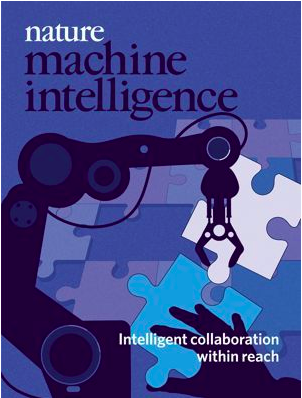 nature
machine
intelligence
Intelligent collaboration
within reach